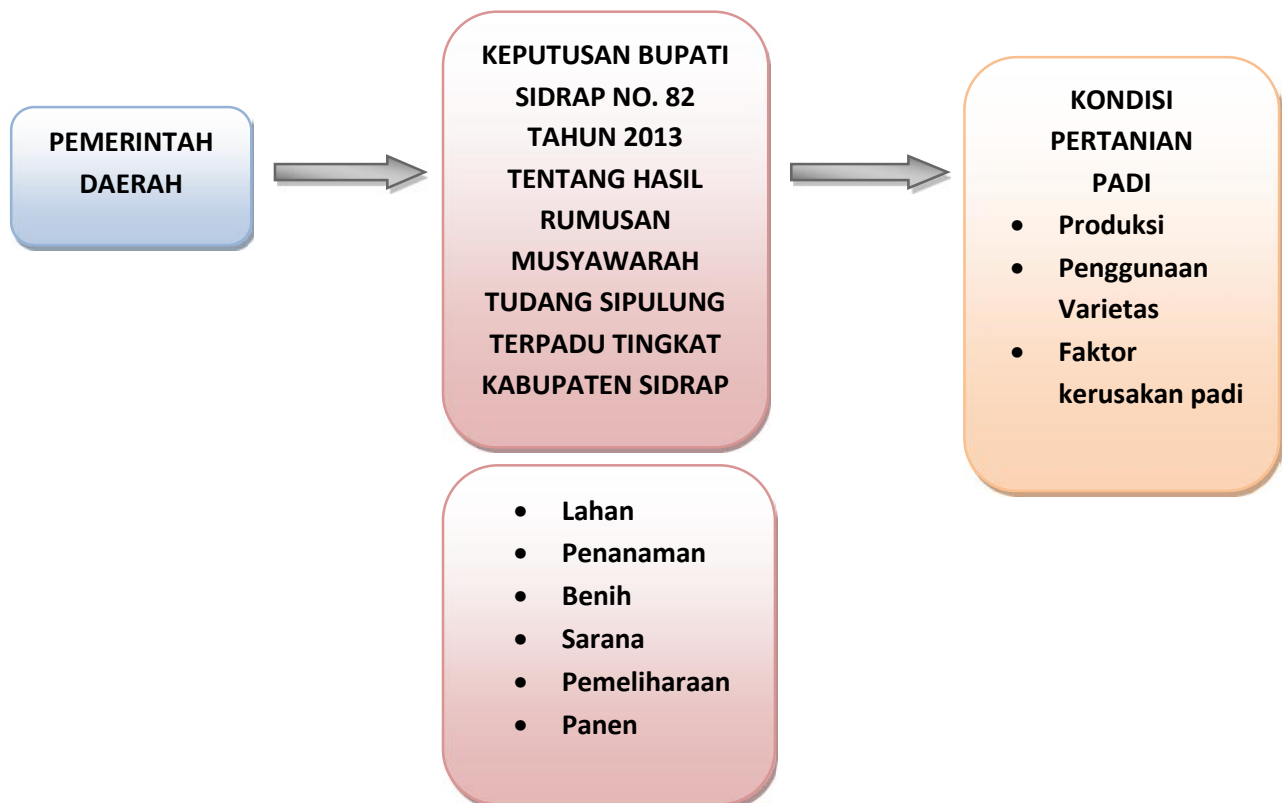 PEMERINTAH
DAERAH
KEPUTUSAN BUPATI
SIDRAP NO. 82
TAHUN 2013
TENTANG HASIL
RUMUSAN
MUSYAWARAH
TUDANG SIPULUNG
TERPADU TINGKAT
KABUPATEN SIDRAP
• Lahan
• Penanaman
• Benih
• Sarana
• Pemeliharaan
• Panen
KONDISI
PERTANIAN
PADI
• Produksi
• Penggunaan
Varietas
• Faktor
kerusakan padi